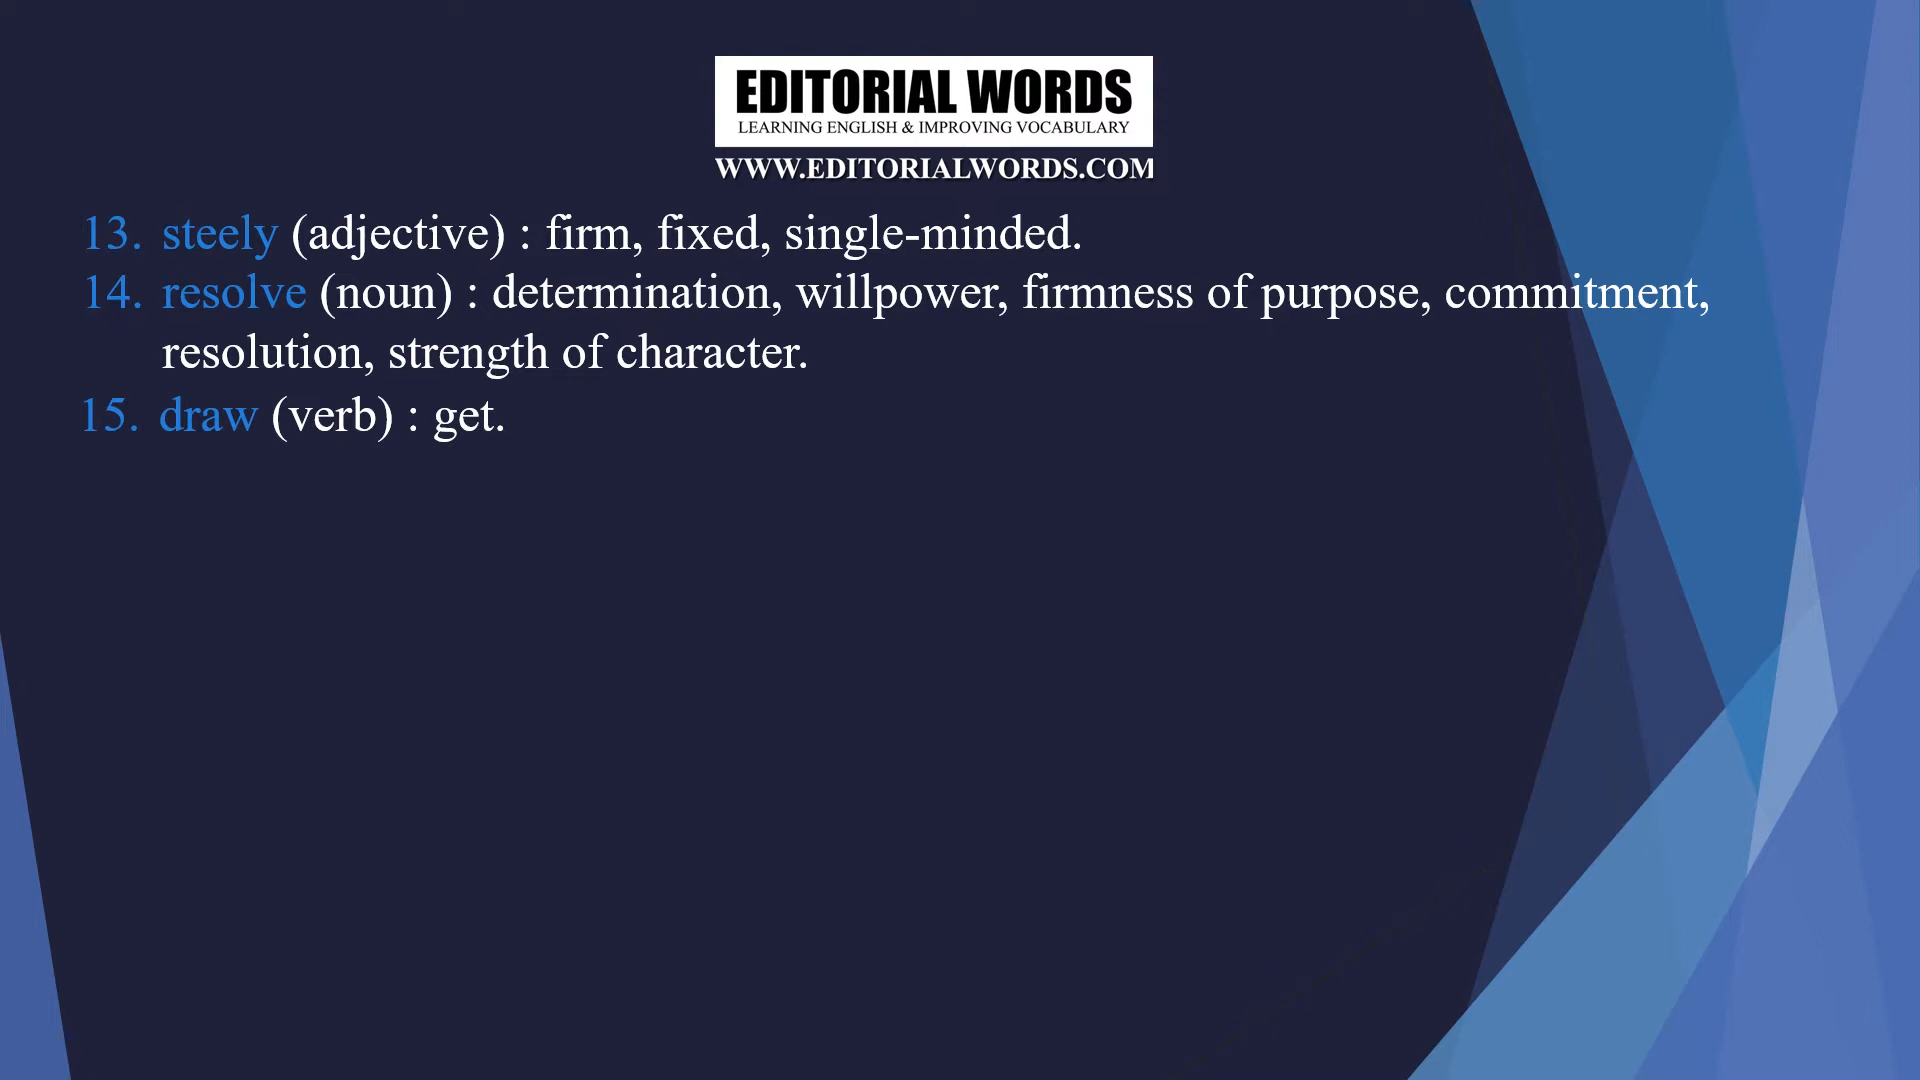 EDITORIAL WORDS
LEARNING ENGLISH & IMPROVING VOCABULARY
WWW.EDITORIALWORDS.COM
13. steely (adjective) : firm, fixed, single-minded.
14. resolve (noun) : determination, willpower, firmness of purpose, commitment,
resolution, strength of character.
15. draw (verb) : get.